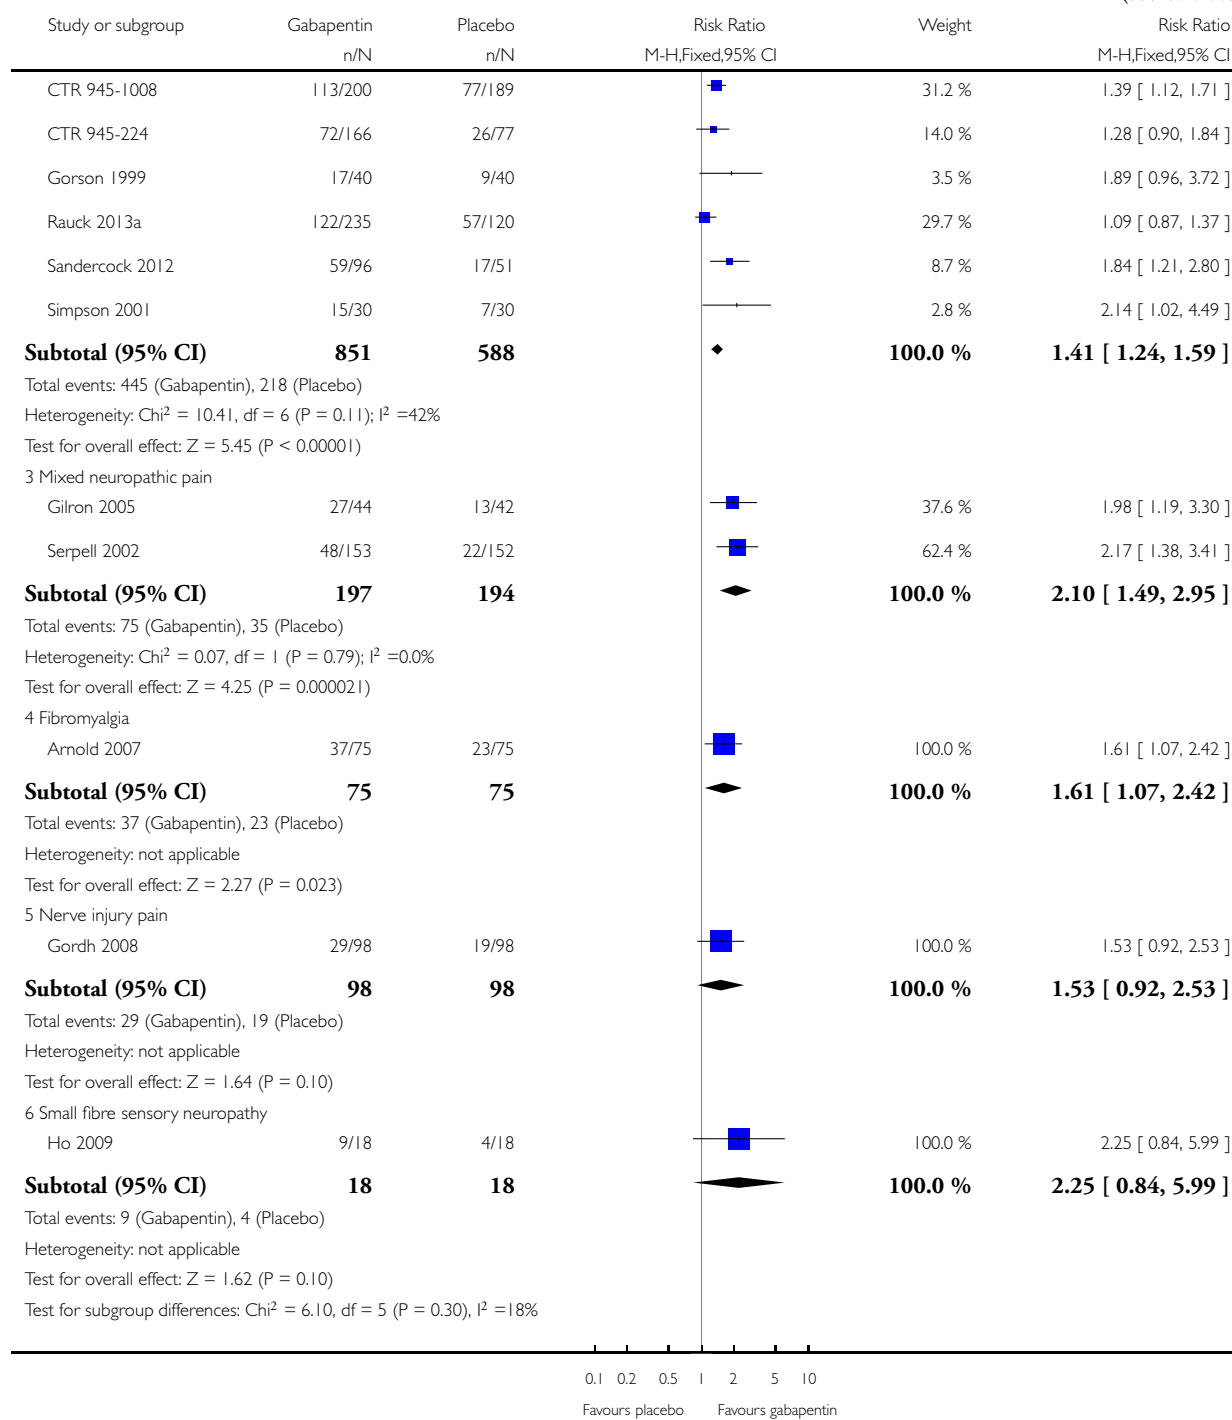 Study or subgroup Gabapentin Placebo Risk Ratio Weight Risk Ratio
n/N n/N M-H,Fixed,95% CI M-H,Fixed,95% CI
CTR 945-1008 113/200 77/189 31.2 % 1.39 [ 1.12, 1.71 ]
CTR 945-224 72/166 26/77 14.0 % 1.28 [ 0.90, 1.84 ]
Gorson 1999 17/40 9/40 3.5 % 1.89 [ 0.96, 3.72 ]
Rauck 2013a 122/235 57/120 29.7 % 1.09 [ 0.87, 1.37 ]
Sandercock 2012 59/96 17/51 8.7 % 1.84 [ 1.21, 2.80 ]
Simpson 2001 15/30 7/30 2.8 % 2.14 [ 1.02, 4.49 ]
Subtotal (95% CI) 851 588 100.0 % 1.41 [ 1.24, 1.59 ]
Total events: 445 (Gabapentin), 218 (Placebo)
Heterogeneity: Chi² = 10.41, df = 6 (P = 0.11); I² =42%
Test for overall effect: Z = 5.45 (P < 0.00001)
3 Mixed neuropathic pain
Gilron 2005 27/44 13/42 37.6 % 1.98 [ 1.19, 3.30 ]
Serpell 2002 48/153 22/152 62.4 % 2.17 [ 1.38, 3.41 ]
Subtotal (95% CI) 197 194 100.0 % 2.10 [ 1.49, 2.95 ]
Total events: 75 (Gabapentin), 35 (Placebo)
Heterogeneity: Chi² = 0.07, df = 1 (P = 0.79); I² =0.0%
Test for overall effect: Z = 4.25 (P = 0.000021)
4 Fibromyalgia
Arnold 2007 37/75 23/75 100.0 % 1.61 [ 1.07, 2.42 ]
Subtotal (95% CI) 75 75 100.0 % 1.61 [ 1.07, 2.42 ]
Total events: 37 (Gabapentin), 23 (Placebo)
Heterogeneity: not applicable
Test for overall effect: Z = 2.27 (P = 0.023)
5 Nerve injury pain
Gordh 2008 29/98 19/98 100.0 % 1.53 [ 0.92, 2.53 ]
Subtotal (95% CI) 98 98 100.0 % 1.53 [ 0.92, 2.53 ]
Total events: 29 (Gabapentin), 19 (Placebo)
Heterogeneity: not applicable
Test for overall effect: Z = 1.64 (P = 0.10)
6 Small fibre sensory neuropathy
Ho 2009 9/18 4/18 100.0 % 2.25 [ 0.84, 5.99 ]
Subtotal (95% CI) 18 18 100.0 % 2.25 [ 0.84, 5.99 ]
Total events: 9 (Gabapentin), 4 (Placebo)
Heterogeneity: not applicable
Test for overall effect: Z = 1.62 (P = 0.10)
Test for subgroup differences: Chi² = 6.10, df = 5 (P = 0.30), I² =18%
0.1 0.2 0.5 1 2 5 10
Favours placebo Favours gabapentin